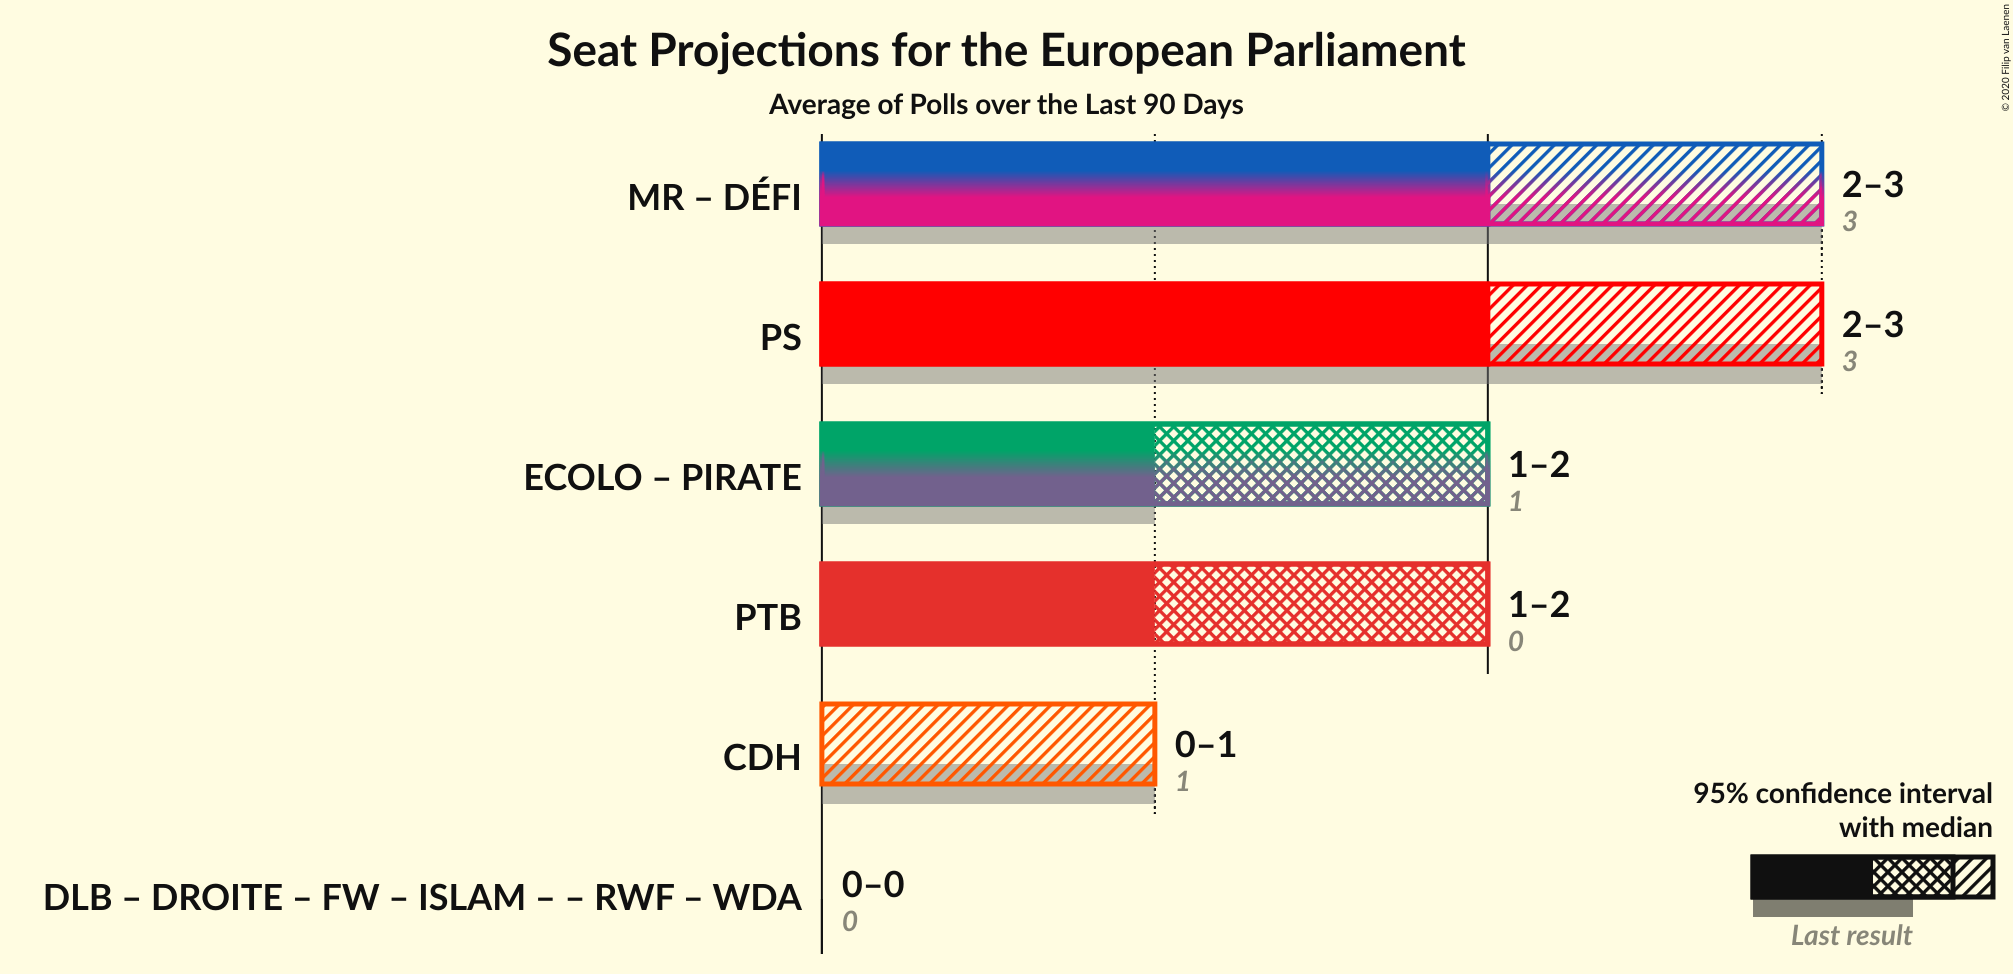 Seat Projections for the European Parliament
Average of Polls over the Last 90 Days
© 2020 Filip van Laenen
MR – DÉFI
2–3
3
PS
2–3
3
ECOLO – PIRATE
1–2
1
PTB
1–2
0
CDH
0–1
1
DLB – DROITE – FW – ISLAM – – RWF – WDA
0–0
0
95% confidence interval
with median
Last result